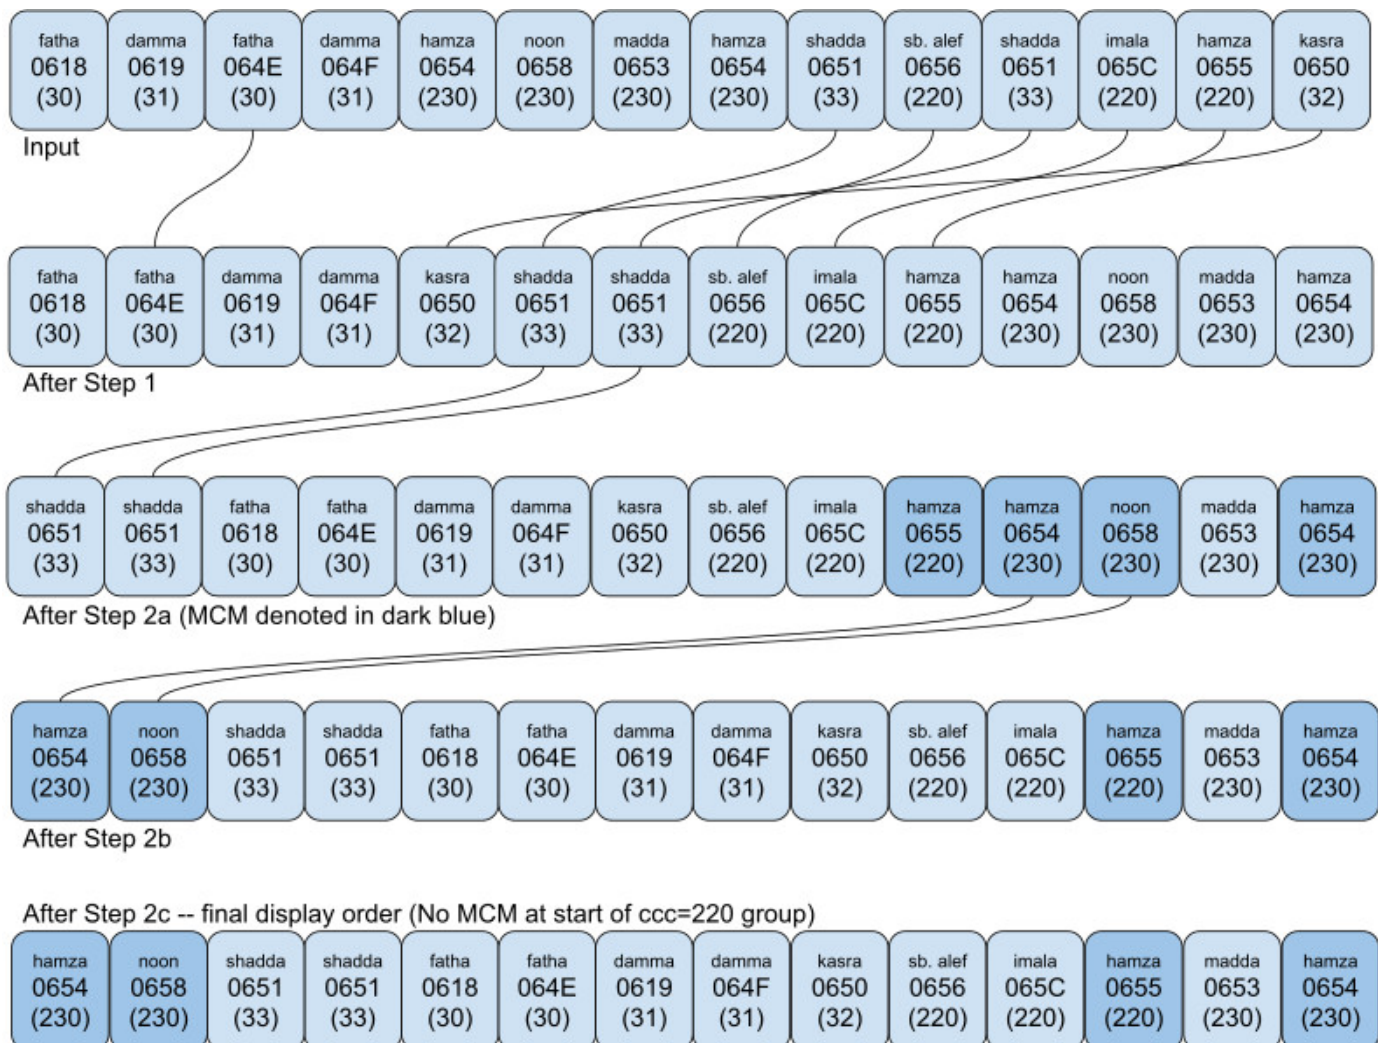 fatha damma fatha damma hamza noon madda hamza shadda sb. alef shadda imala hamza kasra
0618 0619 064E 064F 0654 0658 0653 0654 0651 0656 0651 065C 0655 0650
(30) (31) (30) (31) (230) (230) (230) (230) (33) (220) (33) (220) (220) (32)
Input
fatha fatha damma damma kasra shadda shadda sb. alef imala hamza hamza noon madda hamza
0618 064E 0619 064F 0650 0651 0651 0656 065C 0655 0654 0658 0653 0654
(30) (30) (31) (31) (32) (33) (33) (220) (220) (220) (230) (230) (230) (230)
After Step 1
shadda shadda fatha fatha damma damma kasra sb. alef imala hamza hamza noon madda hamza
0651 0651 0618 064E 0619 064F 0650 0656 065C 0655 0654 0658 0653 0654
(33) (33) (30) (30) (31) (31) (32) (220) (220) (220) (230) (230) (230) (230)
After Step 2a (MCM denoted in dark blue)
hamza noon shadda shadda fatha fatha damma damma kasra sb. alef imala hamza madda hamza
0654 0658 0651 0651 0618 064E 0619 064F 0650 0656 065C 0655 0653 0654
(230) (230) (33) (33) (30) (30) (31) (31) (32) (220) (220) (220) (230) (230)
After Step 2b
After Step 2c -- final display order (No MCM at start of ccc=220 group)
hamza noon shadda shadda fatha fatha damma damma kasra sb. alef imala hamza madda hamza
0654 0658 0651 0651 0618 064E 0619 064F 0650 0656 065C 0655 0653 0654
(230) (230) (33) (33) (30) (30) (31) (31) (32) (220) (220) (220) (230) (230)